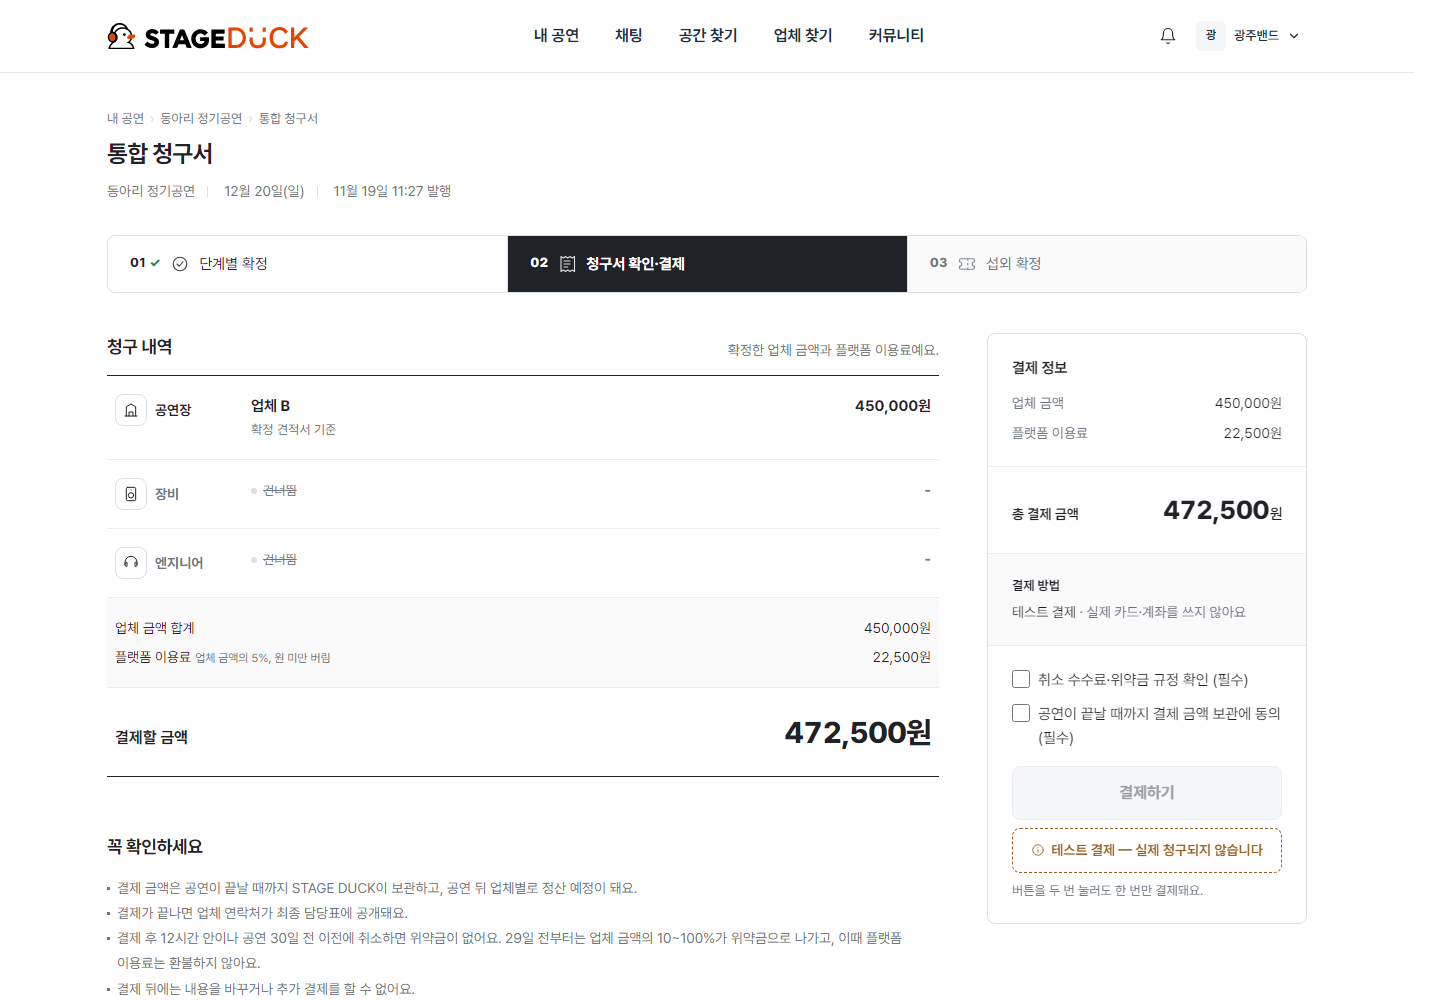 STAGEDUCK
내 공연
채팅
공간 찾기
업체 찾기
커뮤니티
광
광주밴드
내 공연 › 동아리 정기공연 › 통합 청구서
통합 청구서
동아리 정기공연 | 12월 20일(일) | 11월 19일 11:27 발행
01 단계별 확정
02 청구서 확인·결제
03 섭외 확정
청구 내역
확정한 업체 금액과 플랫폼 이용료예요.
공연장 업체 B 450,000원
확정 견적서 기준
장비 건너뜀 -
엔지니어 건너뜀 -
업체 금액 합계 450,000원
플랫폼 이용료 업체 금액의 5%, 원 미만 버림 22,500원
결제할 금액 472,500원
꼭 확인하세요
결제 금액은 공연이 끝날 때까지 STAGE DUCK이 보관하고, 공연 뒤 업체별로 정산 예정이 돼요.
결제가 끝나면 업체 연락처가 최종 담당표에 공개돼요.
결제 후 12시간 안이나 공연 30일 전 이전에 취소하면 위약금이 없어요. 29일 전부터는 업체 금액의 10~100%가 위약금으로 나가고, 이때 플랫폼
이용료는 환불하지 않아요.
결제 뒤에는 내용을 바꾸거나 추가 결제를 할 수 없어요.
결제 정보
업체 금액 450,000원
플랫폼 이용료 22,500원
총 결제 금액 472,500원
결제 방법
테스트 결제 · 실제 카드·계좌를 쓰지 않아요
취소 수수료·위약금 규정 확인 (필수)
공연이 끝날 때까지 결제 금액 보관에 동의
(필수)
결제하기
테스트 결제 — 실제 청구되지 않습니다
버튼을 두 번 눌러도 한 번만 결제돼요.